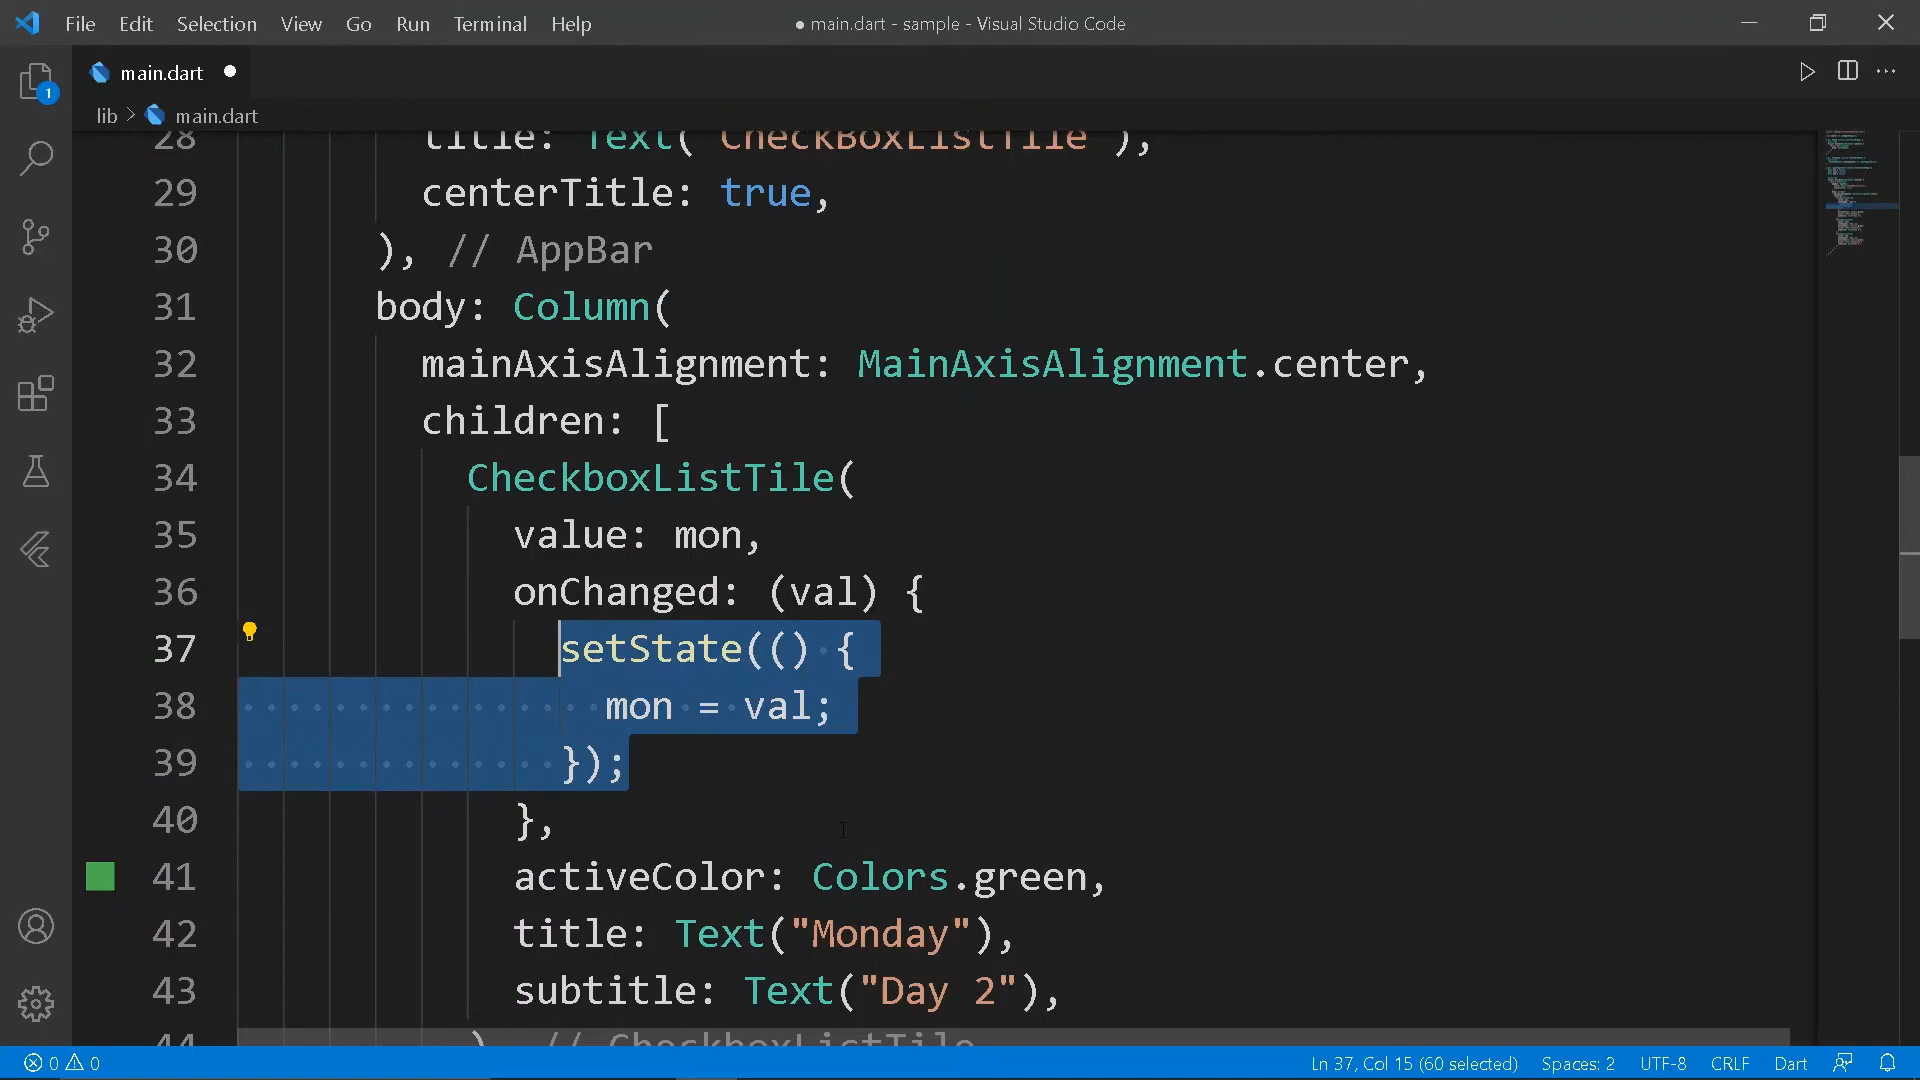 File Edit Selection View Go Run Terminal Help
● main.dart - sample - Visual Studio Code
main.dart
1
lib > main.dart
28 title: Text("CheckBoxListTile"),
29 centerTitle: true,
30 ), // AppBar
31 body: Column(
32 mainAxisAlignment: MainAxisAlignment.center,
33 children: [
34 CheckboxListTile(
35 value: mon,
36 onChanged: (val) {
37 setState(() {
38 mon = val;
39 });
40 },
41 activeColor: Colors.green,
42 title: Text("Monday"),
43 subtitle: Text("Day 2"),
44 ), // CheckboxListTile
0 0 Ln 37, Col 15 (60 selected) Spaces: 2 UTF-8 CRLF Dart